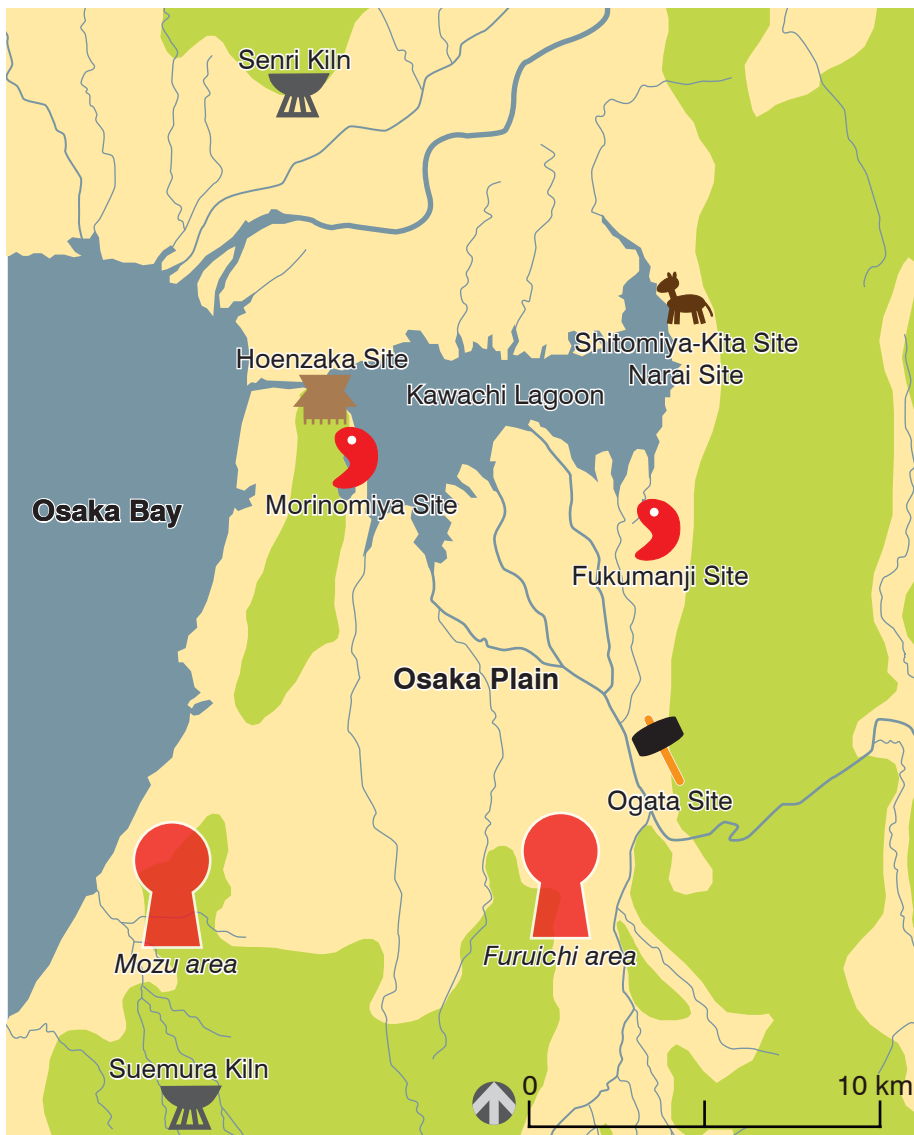 Senri Kiln
Hoenzaka Site
Shitomiya-Kita Site
Narai Site
Kawachi Lagoon
Morinomiya Site
Osaka Bay
Fukumanji Site
Osaka Plain
Ogata Site
Mozu area
Furuichi area
Suemura Kiln
0
10 km